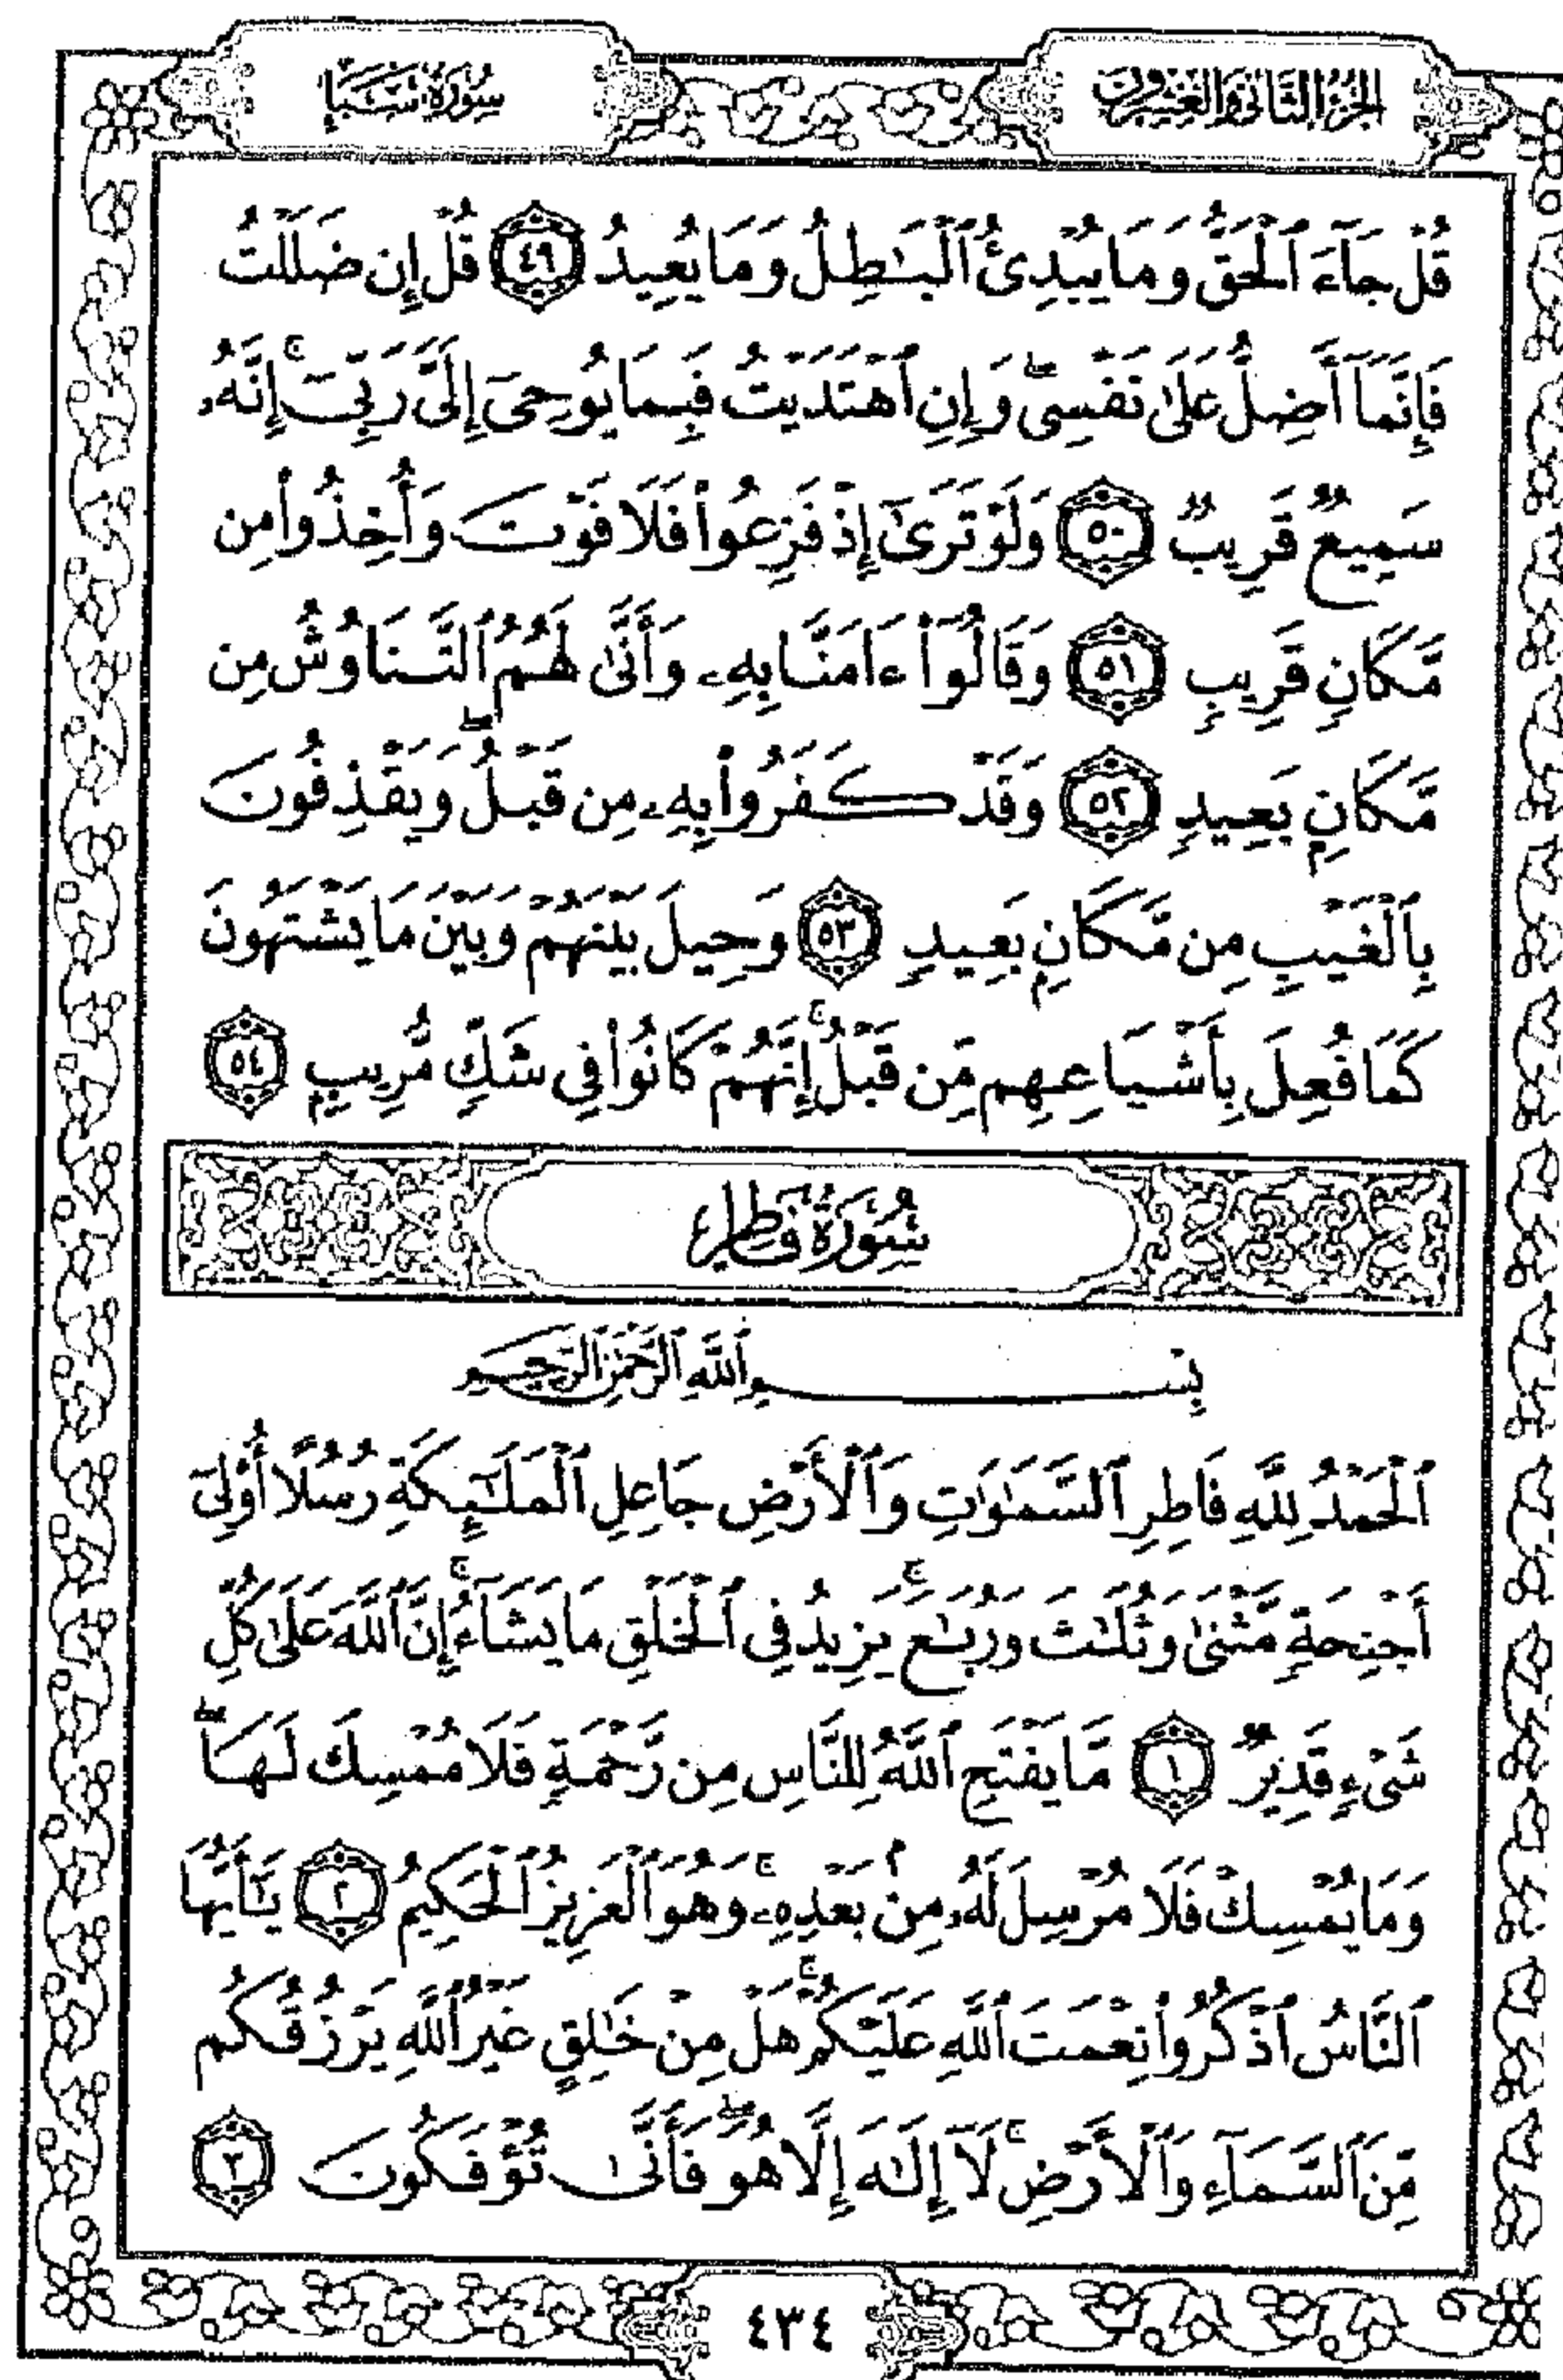 الجزء الثاني والعشرون
سورة سبإ
قُلْ جَآءَ ٱلْحَقُّ وَمَا يُبْدِئُ ٱلْبَٰطِلُ وَمَا يُعِيدُ ٤٩ قُلْ إِن ضَلَلْتُ
فَإِنَّمَآ أَضِلُّ عَلَىٰ نَفْسِى ۖ وَإِنِ ٱهْتَدَيْتُ فَبِمَا يُوحِىٓ إِلَىَّ رَبِّىٓ ۚ إِنَّهُۥ
سَمِيعٌ قَرِيبٌ ٥٠ وَلَوْ تَرَىٰٓ إِذْ فَزِعُوا۟ فَلَا فَوْتَ وَأُخِذُوا۟ مِن
مَّكَانٍ قَرِيبٍ ٥١ وَقَالُوٓا۟ ءَامَنَّا بِهِۦ وَأَنَّىٰ لَهُمُ ٱلتَّنَاوُشُ مِن
مَّكَانٍۭ بَعِيدٍ ٥٢ وَقَدْ كَفَرُوا۟ بِهِۦ مِن قَبْلُ ۖ وَيَقْذِفُونَ
بِٱلْغَيْبِ مِن مَّكَانٍۭ بَعِيدٍ ٥٣ وَحِيلَ بَيْنَهُمْ وَبَيْنَ مَا يَشْتَهُونَ
كَمَا فُعِلَ بِأَشْيَاعِهِم مِّن قَبْلُ ۚ إِنَّهُمْ كَانُوا۟ فِى شَكٍّ مُّرِيبٍۭ ٥٤
سُورَةُ فَاطِرٍ
بِسْمِ ٱللَّهِ ٱلرَّحْمَٰنِ ٱلرَّحِيمِ
ٱلْحَمْدُ لِلَّهِ فَاطِرِ ٱلسَّمَٰوَٰتِ وَٱلْأَرْضِ جَاعِلِ ٱلْمَلَٰٓئِكَةِ رُسُلًا أُو۟لِىٓ
أَجْنِحَةٍ مَّثْنَىٰ وَثُلَٰثَ وَرُبَٰعَ ۚ يَزِيدُ فِى ٱلْخَلْقِ مَا يَشَآءُ ۚ إِنَّ ٱللَّهَ عَلَىٰ كُلِّ
شَىْءٍ قَدِيرٌ ١ مَّا يَفْتَحِ ٱللَّهُ لِلنَّاسِ مِن رَّحْمَةٍ فَلَا مُمْسِكَ لَهَا ۖ
وَمَا يُمْسِكْ فَلَا مُرْسِلَ لَهُۥ مِنۢ بَعْدِهِۦ ۚ وَهُوَ ٱلْعَزِيزُ ٱلْحَكِيمُ ٢ يَٰٓأَيُّهَا
ٱلنَّاسُ ٱذْكُرُوا۟ نِعْمَتَ ٱللَّهِ عَلَيْكُمْ ۚ هَلْ مِنْ خَٰلِقٍ غَيْرُ ٱللَّهِ يَرْزُقُكُم
مِّنَ ٱلسَّمَآءِ وَٱلْأَرْضِ ۚ لَآ إِلَٰهَ إِلَّا هُوَ ۖ فَأَنَّىٰ تُؤْفَكُونَ ٣
٤٣٤